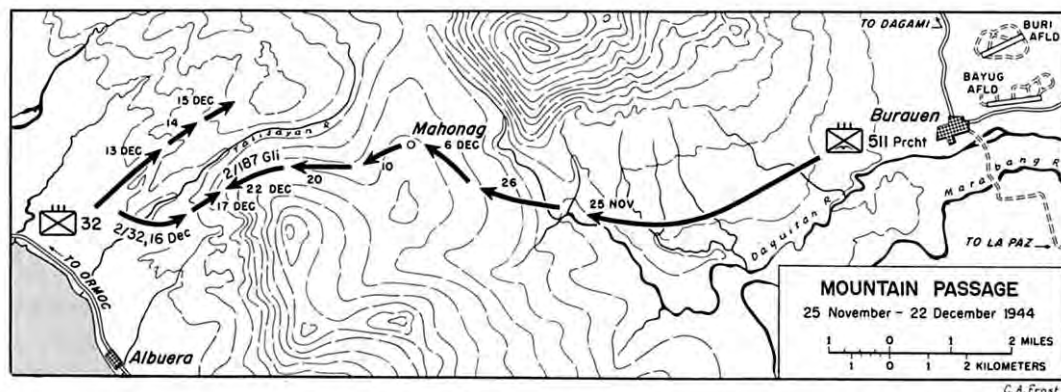 TO DAGAMI
BURI
AFLD
BAYUG
AFLD
Burauen
511 Prcht
Marabang R
Daquitan R
TO LA PAZ
25 NOV
26
Mahonag
6 DEC
10
20
2/187 Gli
22 DEC
17 DEC
15 DEC
14
13 DEC
32
2/32, 16 Dec
TO ORMOC
Albuera
MOUNTAIN PASSAGE
25 November – 22 December 1944
1 0 1 2 MILES
1 0 1 2 KILOMETERS
C.A. Frost